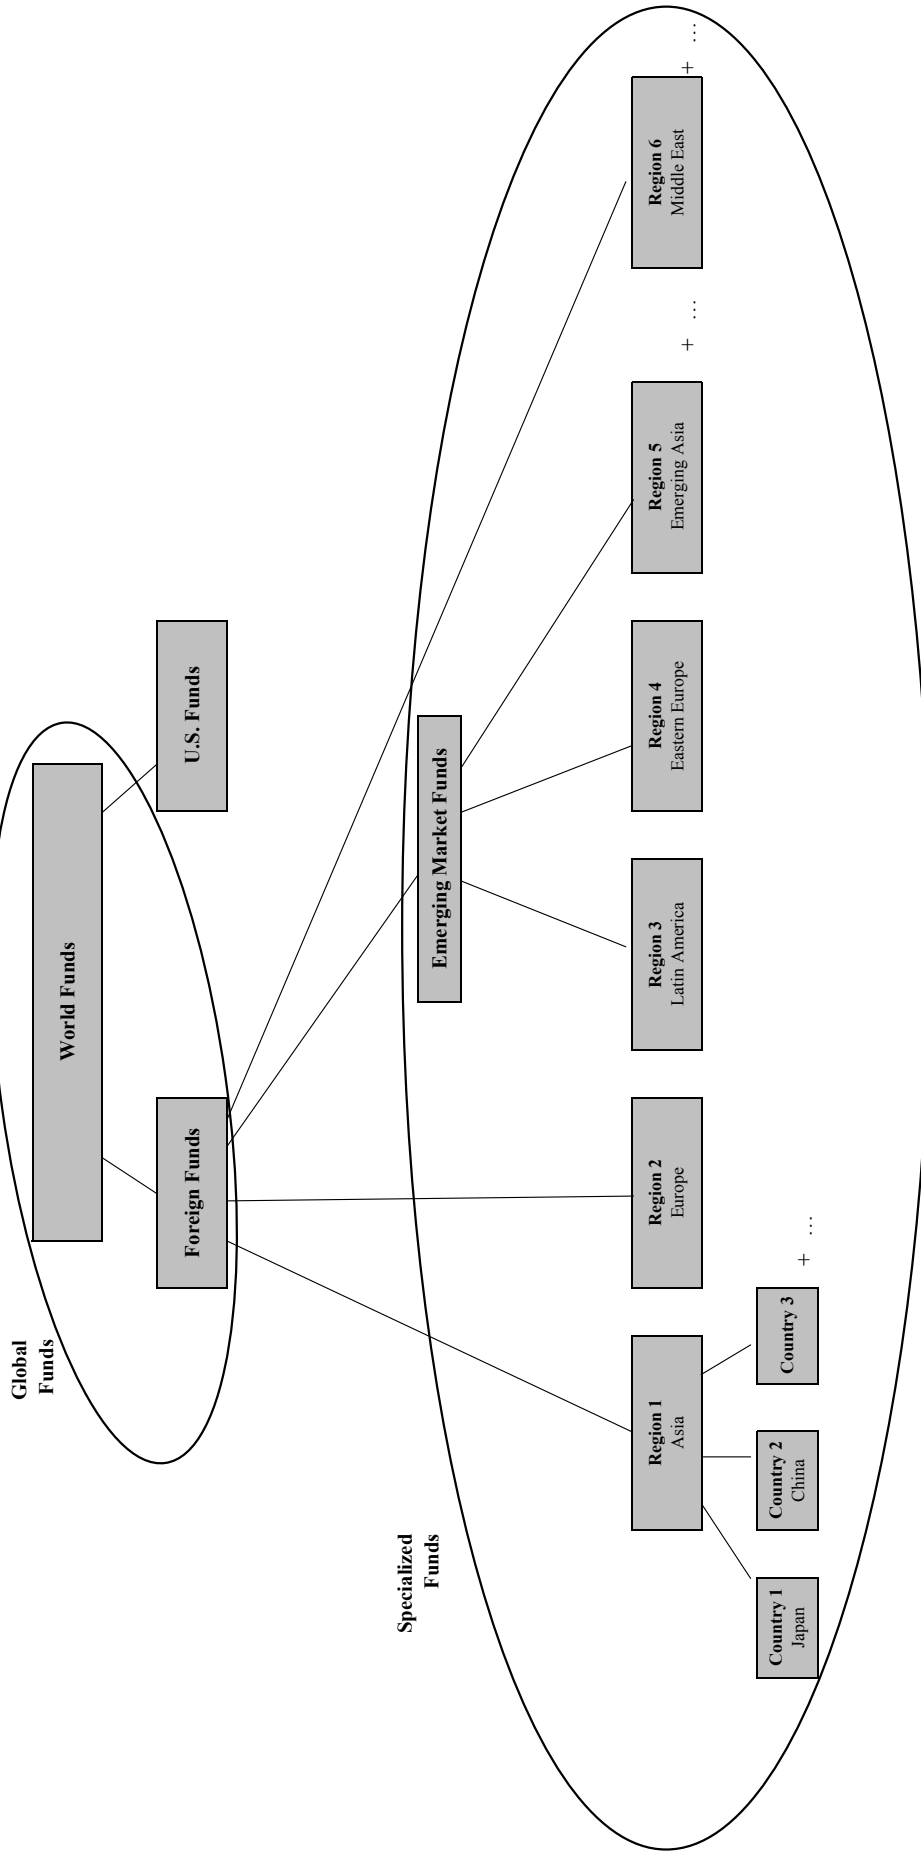 Global
Funds
World Funds
Foreign Funds
U.S. Funds
Specialized
Funds
Emerging Market Funds
Region 1
Asia
Region 2
Europe
Region 3
Latin America
Region 4
Eastern Europe
Region 5
Emerging Asia
+ …
Region 6
Middle East
+ …
Country 1
Japan
Country 2
China
Country 3
+ …